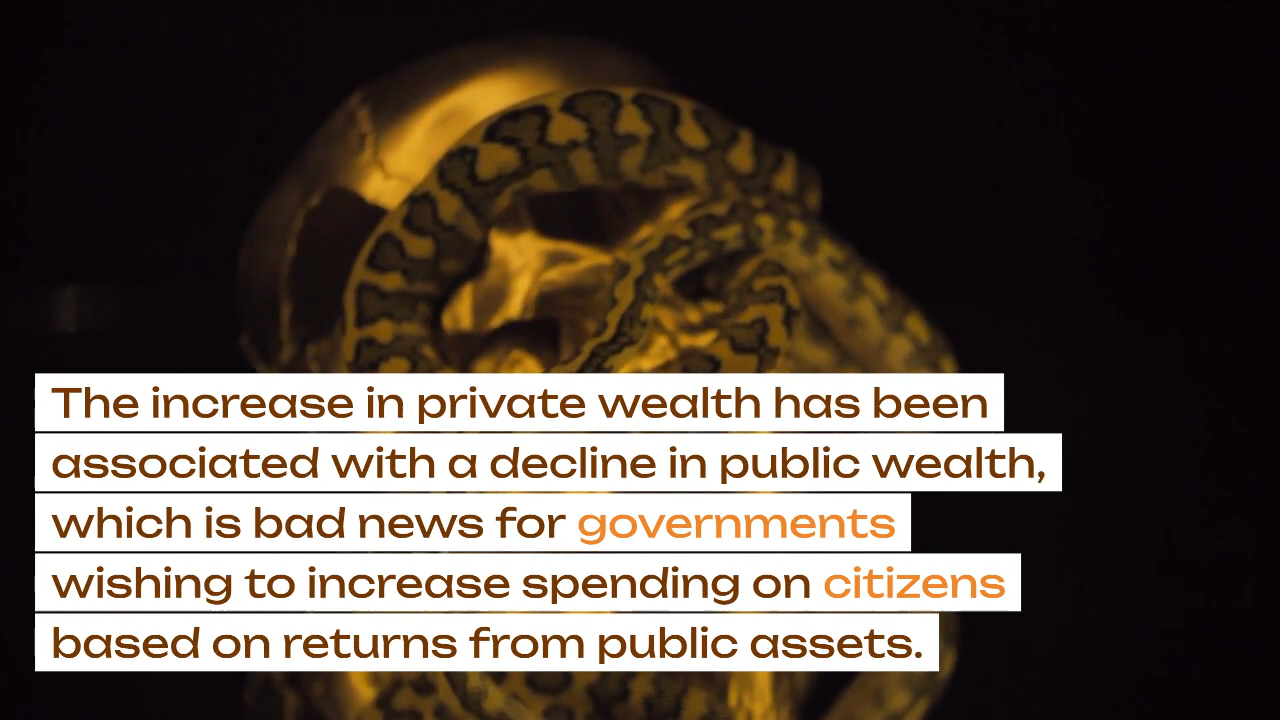 The increase in private wealth has been
associated with a decline in public wealth,
which is bad news for governments
wishing to increase spending on citizens
based on returns from public assets.